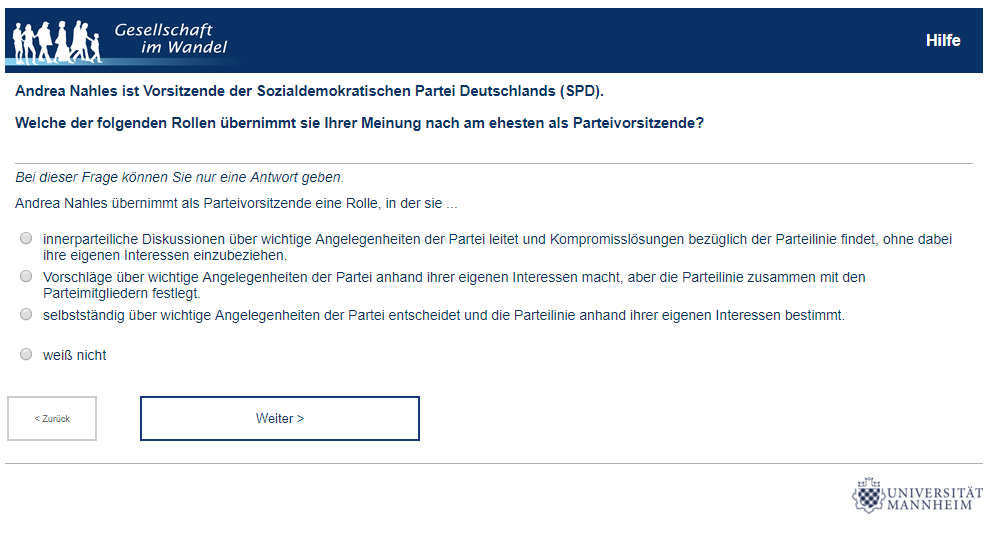 Gesellschaft
im Wandel
Hilfe
Andrea Nahles ist Vorsitzende der Sozialdemokratischen Partei Deutschlands (SPD).
Welche der folgenden Rollen übernimmt sie Ihrer Meinung nach am ehesten als Parteivorsitzende?
Bei dieser Frage können Sie nur eine Antwort geben.
Andrea Nahles übernimmt als Parteivorsitzende eine Rolle, in der sie ...
innerparteiliche Diskussionen über wichtige Angelegenheiten der Partei leitet und Kompromisslösungen bezüglich der Parteilinie findet, ohne dabei
ihre eigenen Interessen einzubeziehen.
Vorschläge über wichtige Angelegenheiten der Partei anhand ihrer eigenen Interessen macht, aber die Parteilinie zusammen mit den
Parteimitgliedern festlegt.
selbstständig über wichtige Angelegenheiten der Partei entscheidet und die Parteilinie anhand ihrer eigenen Interessen bestimmt.
weiß nicht
< Zurück
Weiter >
UNIVERSITÄT
MANNHEIM